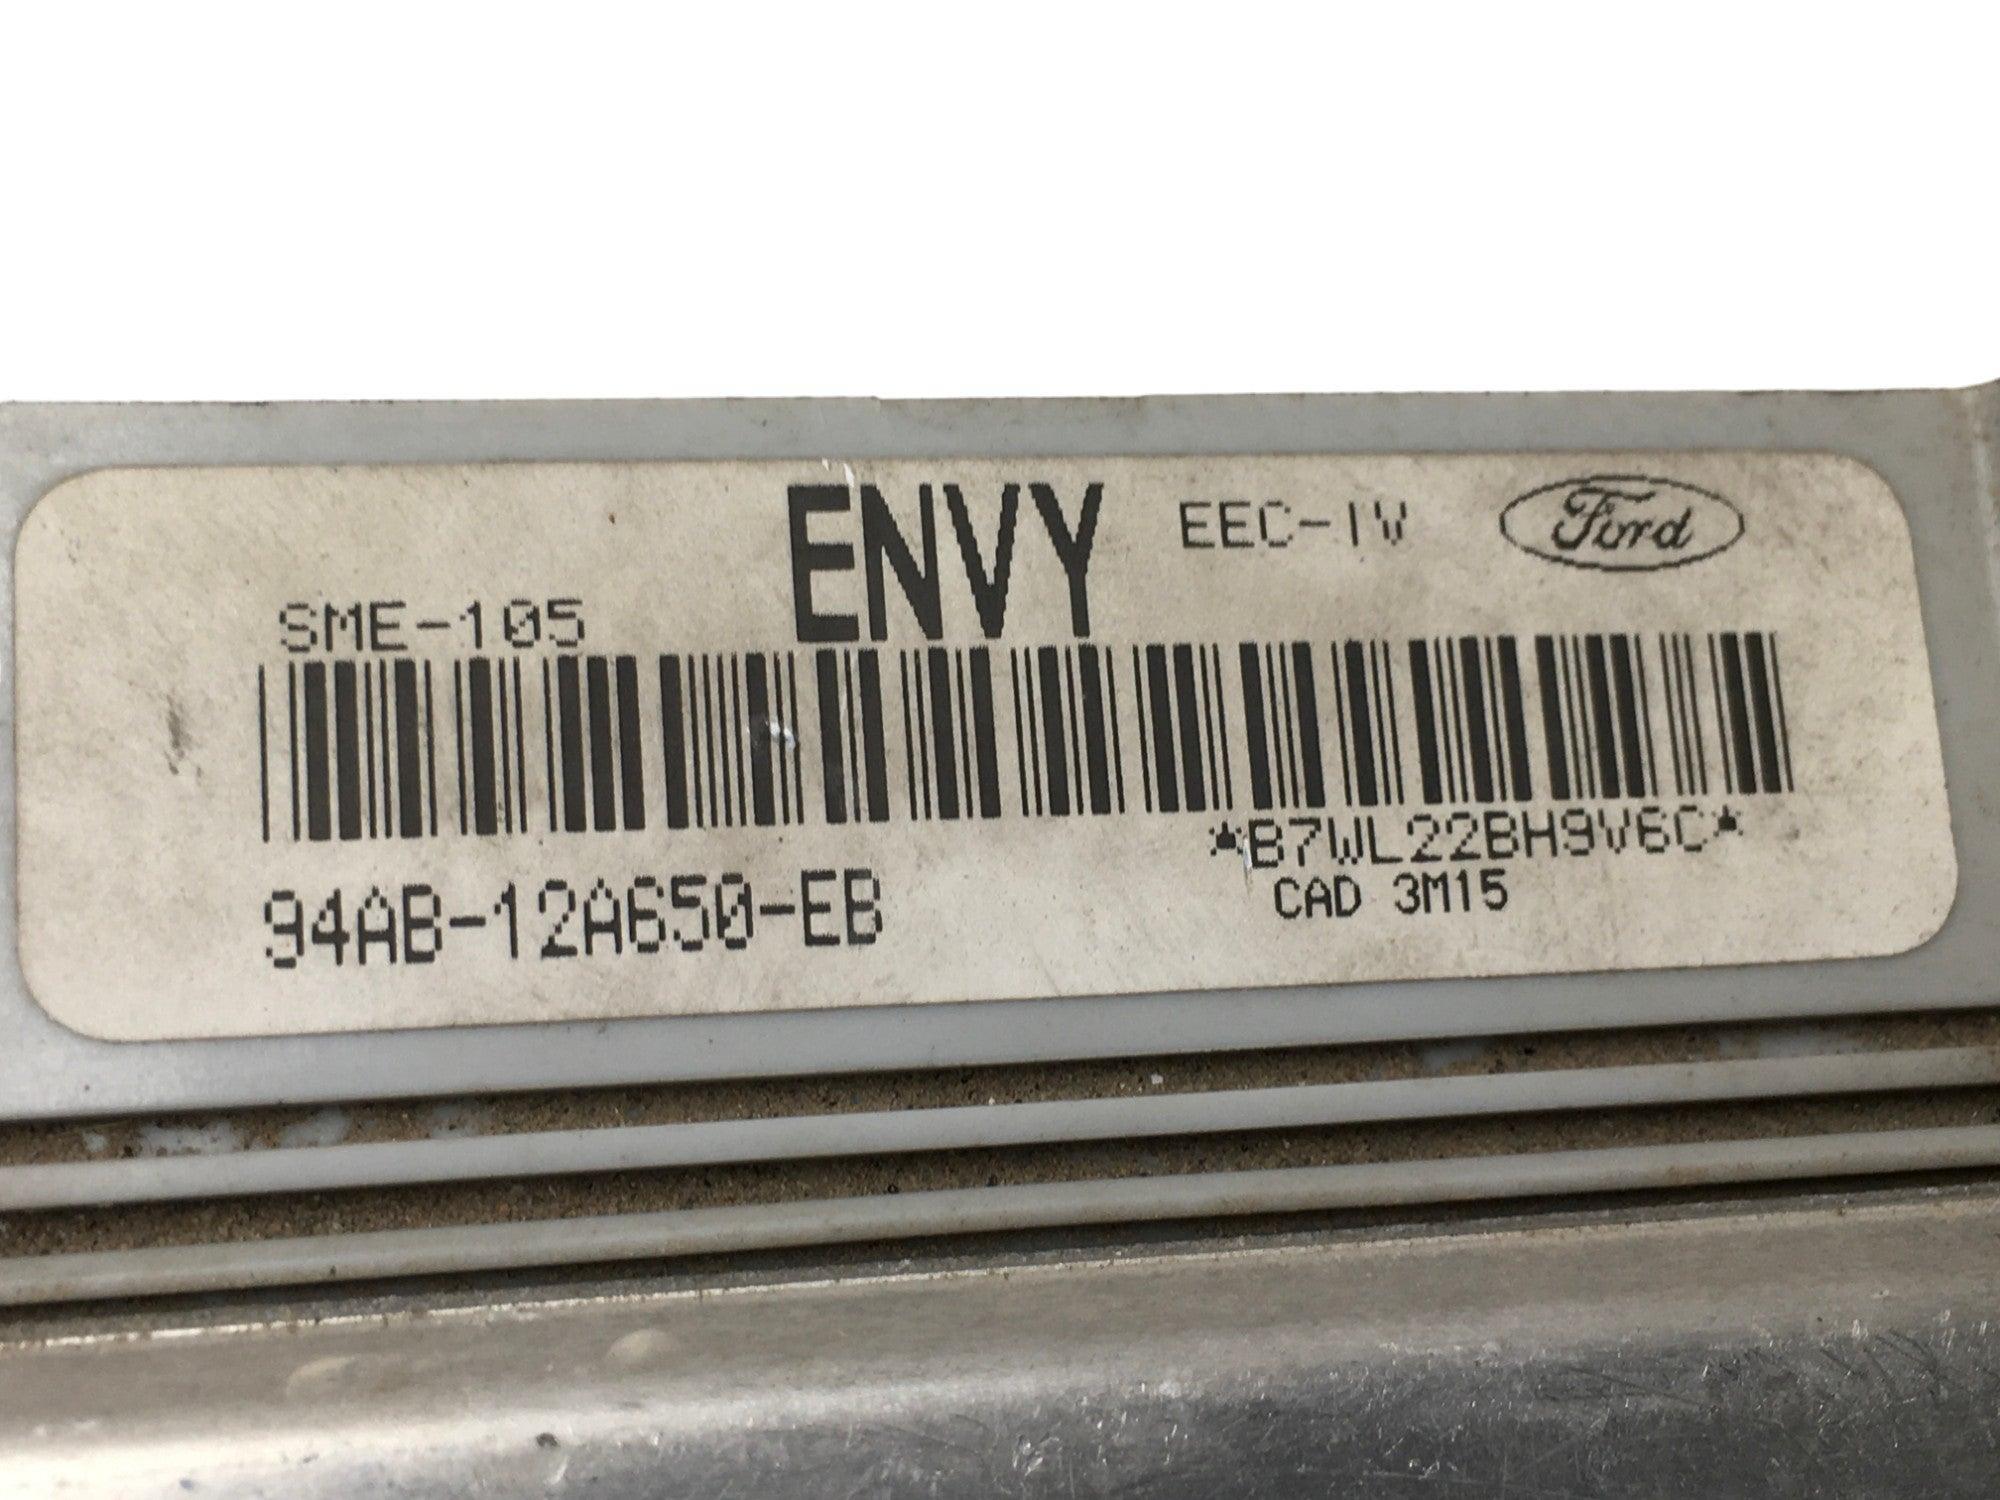 ENVY EEC-IV Ford
SME-105
*B7WL22BH9V6C*
94AB-12A650-EB
CAD 3M15